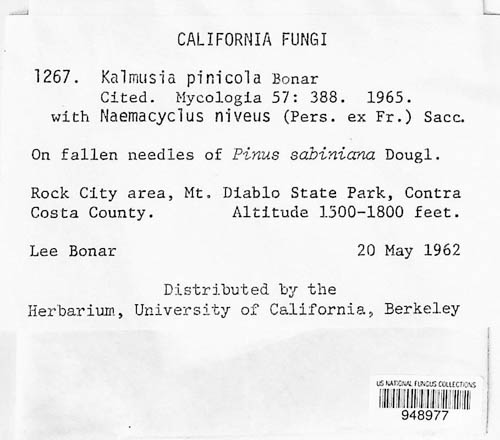 CALIFORNIA FUNGI
1267. Kalmusia pinicola Bonar
Cited. Mycologia 57: 388. 1965.
with Naemacyclus niveus (Pers. ex Fr.) Sacc.
On fallen needles of Pinus sabiniana Dougl.
Rock City area, Mt. Diablo State Park, Contra
Costa County. Altitude 1500-1800 feet.
Lee Bonar 20 May 1962
Distributed by the
Herbarium, University of California, Berkeley
US NATIONAL FUNGUS COLLECTIONS
948977